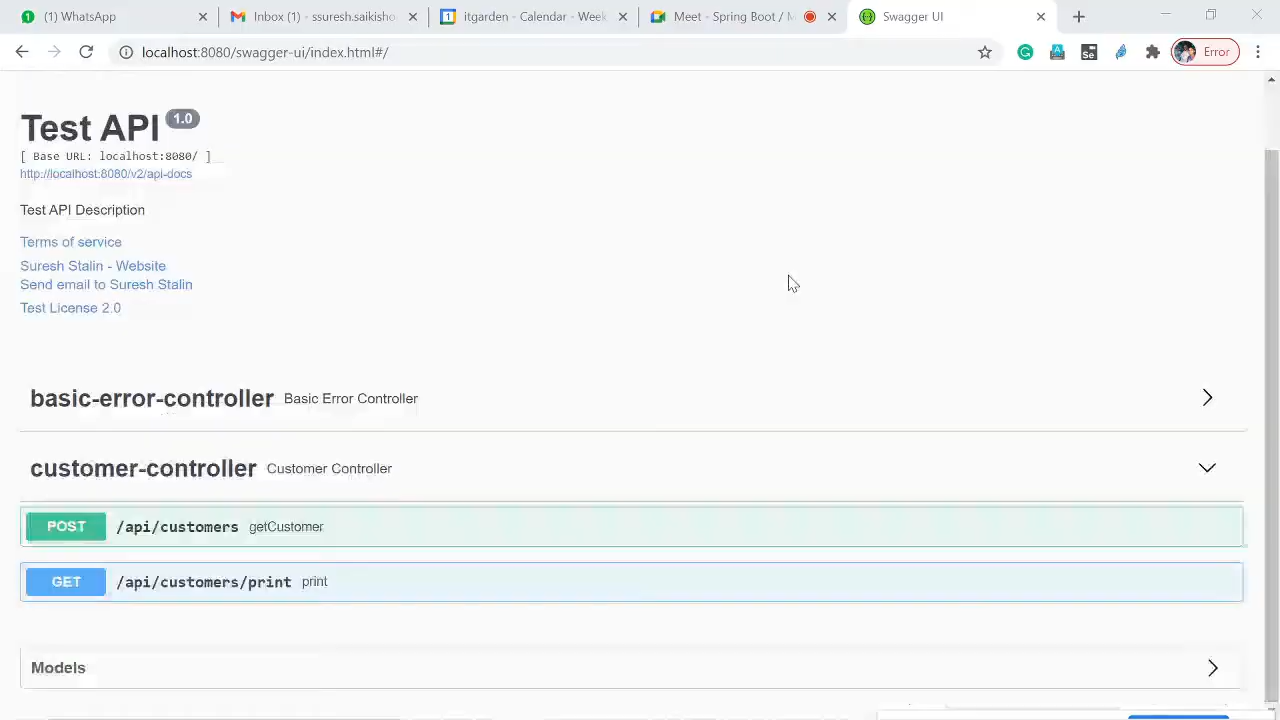 (1) WhatsApp
Inbox (1) - ssuresh.saikisho
itgarden - Calendar - Week
Meet - Spring Boot / M
Swagger UI
localhost:8080/swagger-ui/index.html#/
Se
Error
Test API 1.0
[ Base URL: localhost:8080/ ]
http://localhost:8080/v2/api-docs
Test API Description
Terms of service
Suresh Stalin - Website
Send email to Suresh Stalin
Test License 2.0
basic-error-controller Basic Error Controller
customer-controller Customer Controller
POST /api/customers getCustomer
GET /api/customers/print print
Models